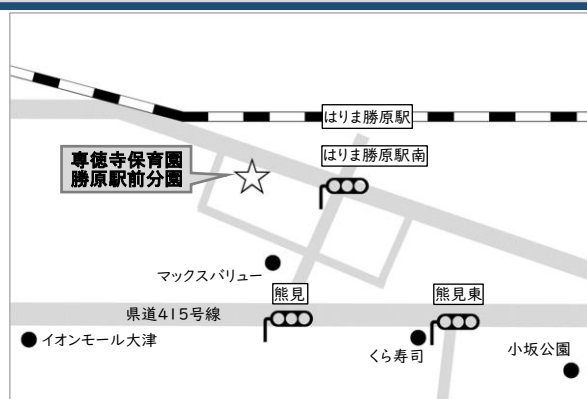 はりま勝原駅
はりま勝原駅南
専徳寺保育園
勝原駅前分園
マックスバリュー
熊見
熊見東
県道415号線
イオンモール大津
くら寿司
小坂公園